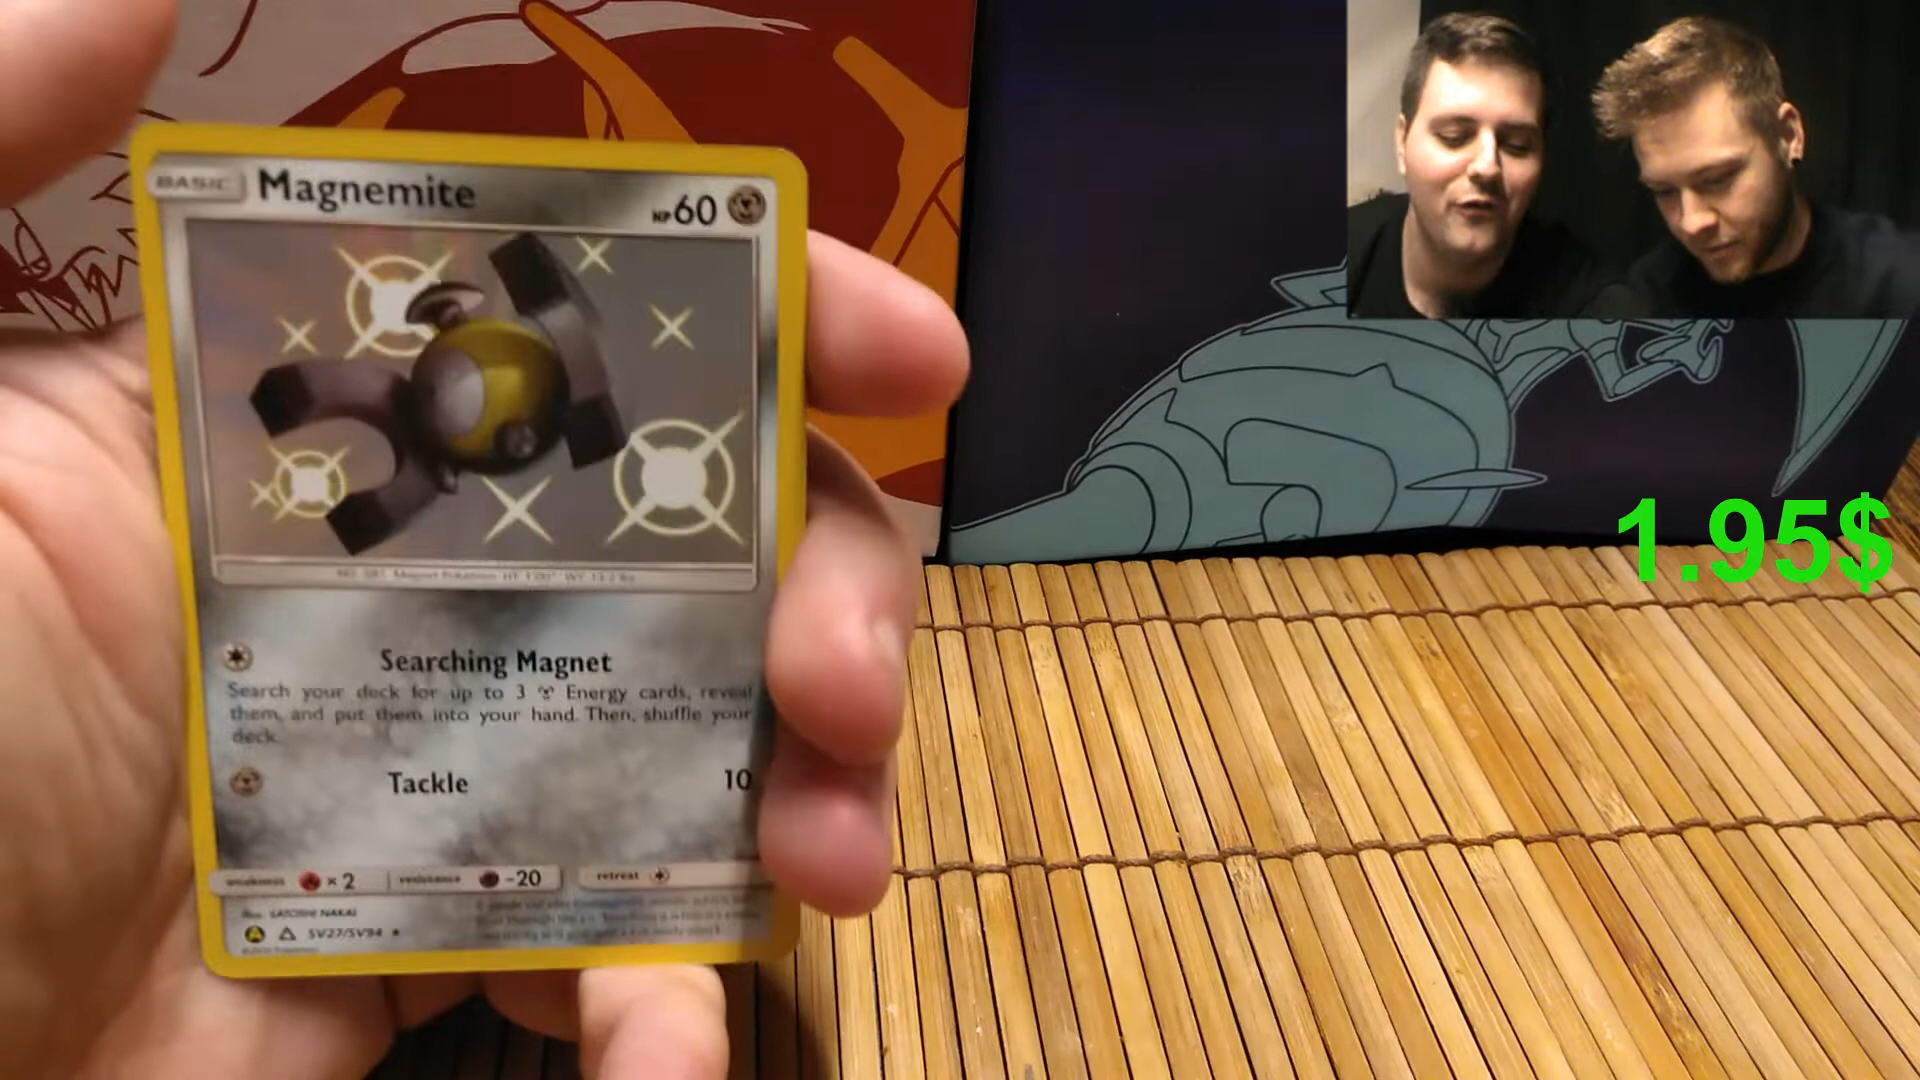 BASIC Magnemite HP60
Searching Magnet
Search your deck for up to 3 Energy cards, reveal
them, and put them into your hand. Then, shuffle your
deck.
Tackle 10
weakness ×2 resistance -20 retreat
Illus. SATOSHI NAKAI
SV27/SV94
1.95$